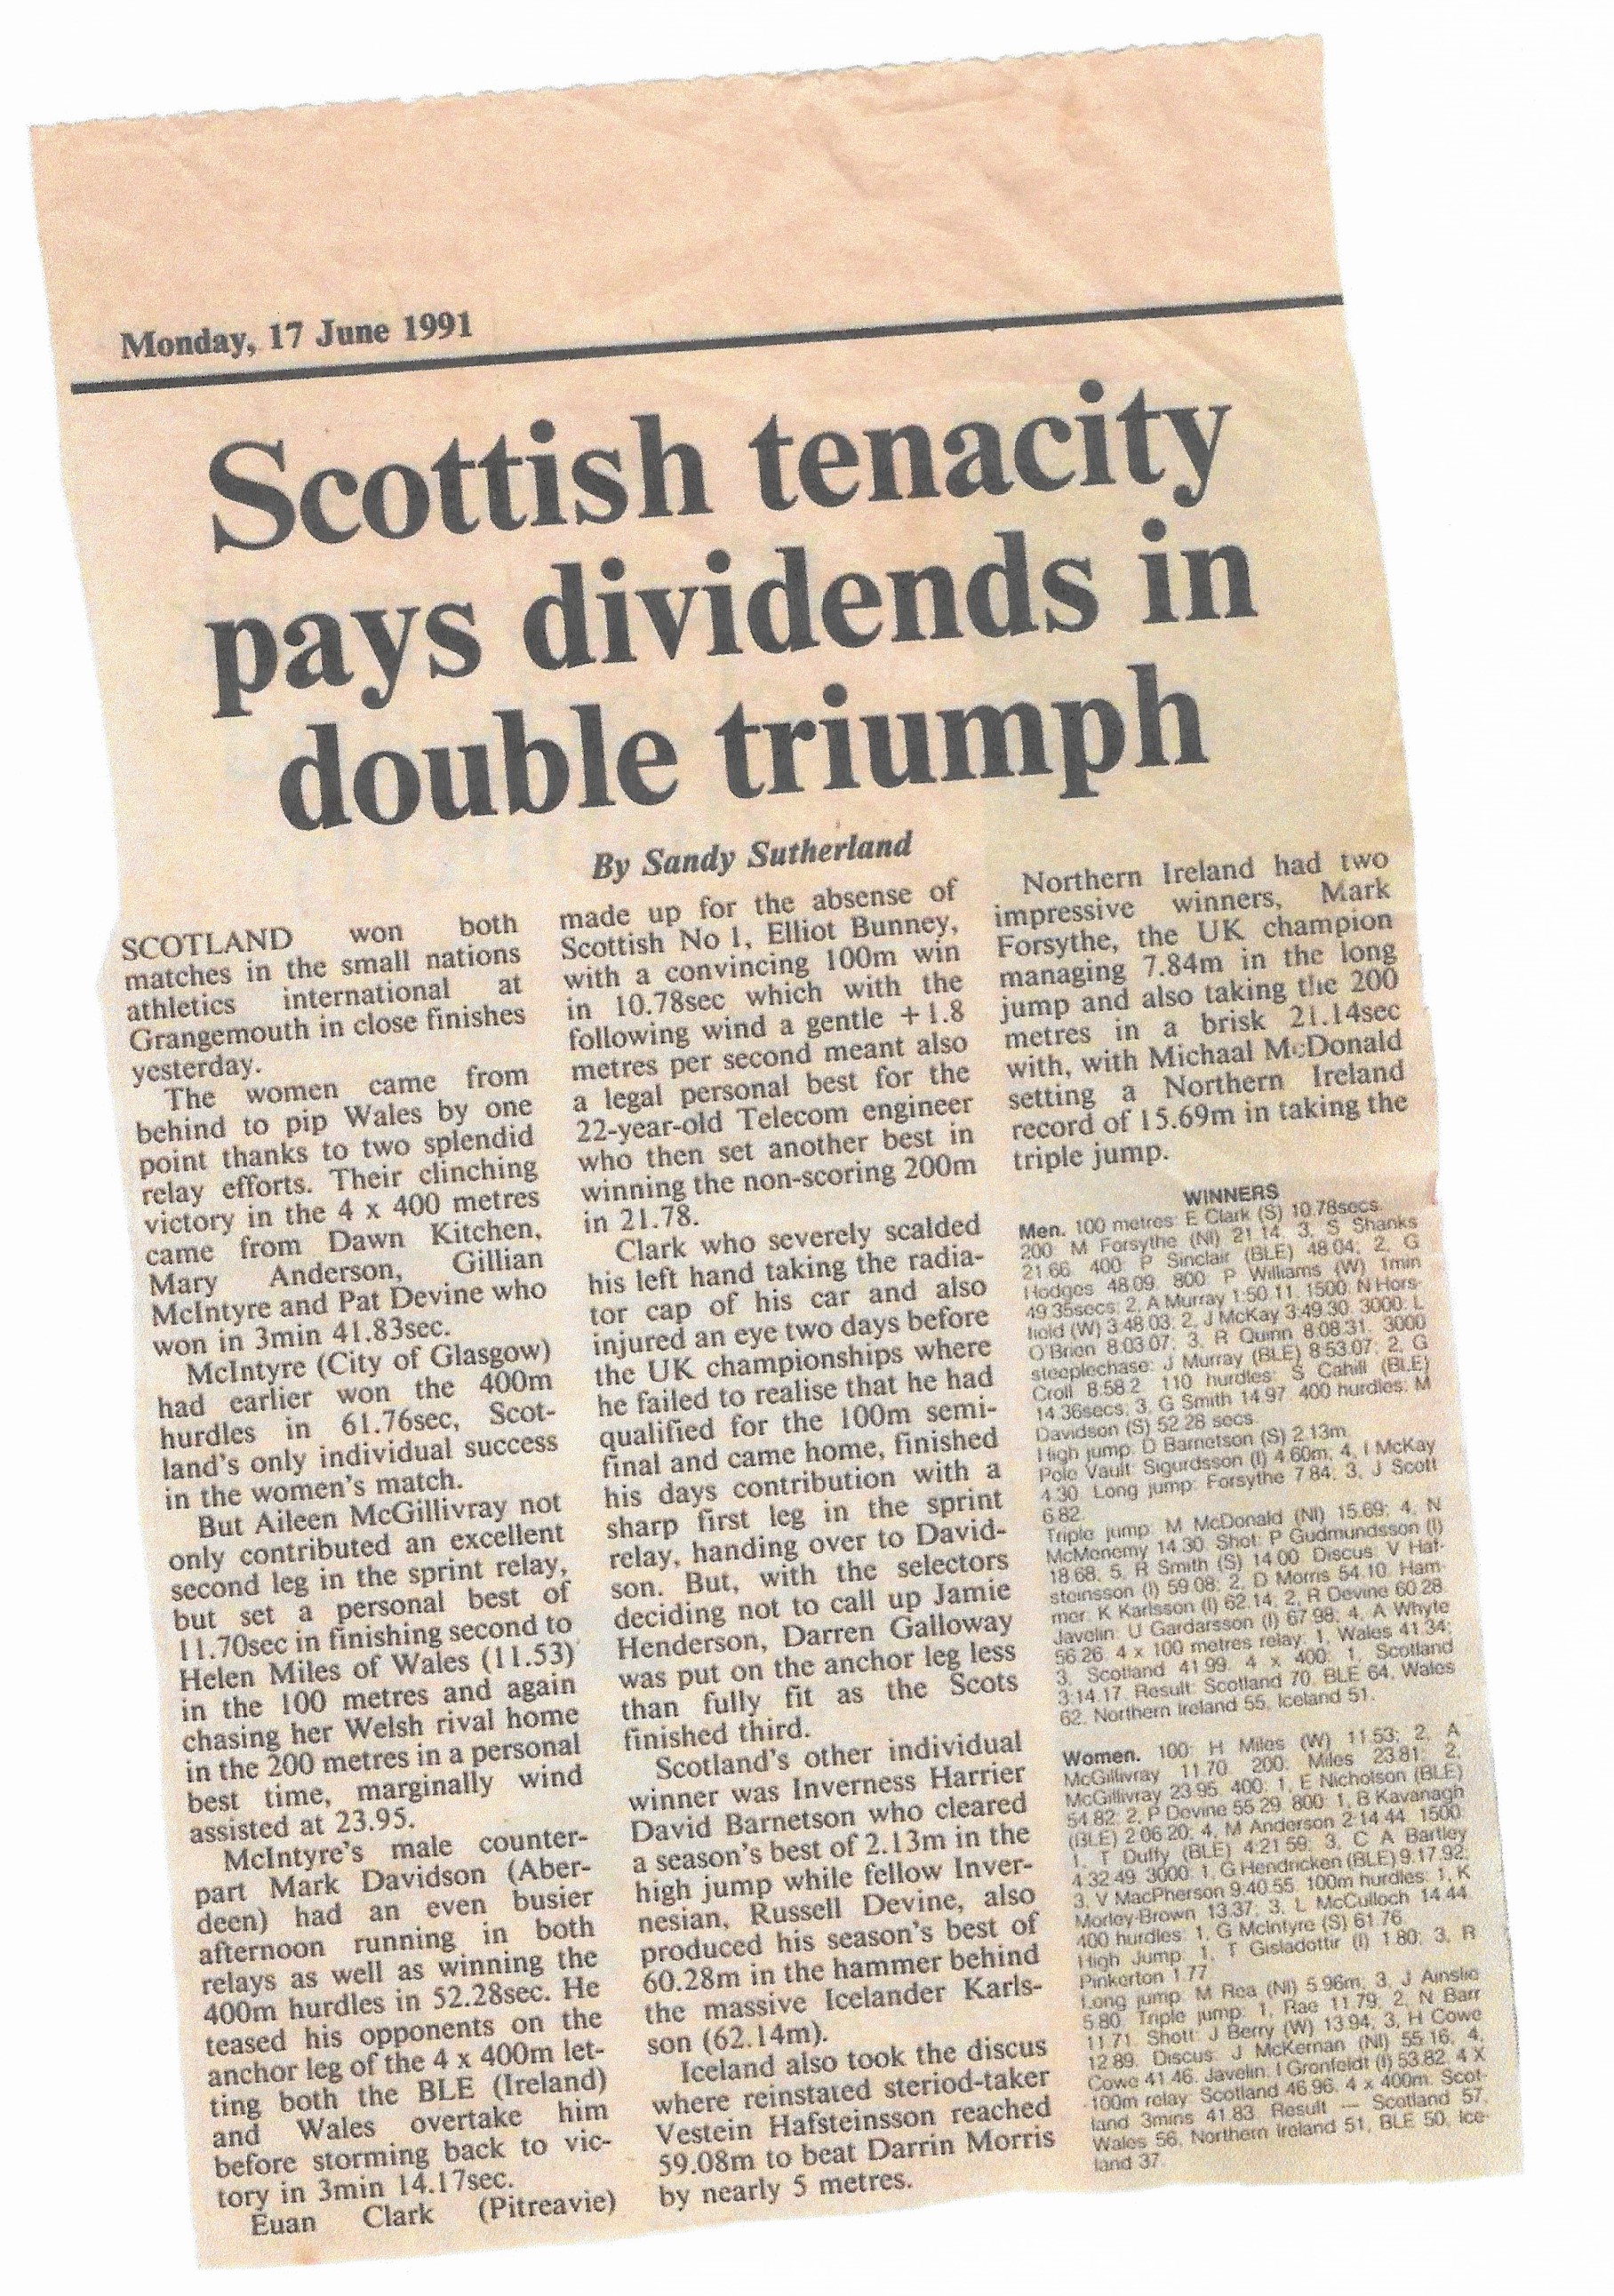 Monday, 17 June 1991
Scottish tenacity
pays dividends in
double triumph
By Sandy Sutherland
SCOTLAND won both
matches in the small nations
athletics international at
Grangemouth in close finishes
yesterday.
The women came from
behind to pip Wales by one
point thanks to two splendid
relay efforts. Their clinching
victory in the 4 x 400 metres
came from Dawn Kitchen,
Mary Anderson, Gillian
McIntyre and Pat Devine who
won in 3min 41.83sec.
McIntyre (City of Glasgow)
had earlier won the 400m
hurdles in 61.76sec, Scot-
land's only individual success
in the women's match.
But Aileen McGillivray not
only contributed an excellent
second leg in the sprint relay,
but set a personal best of
11.70sec in finishing second to
Helen Miles of Wales (11.53)
in the 100 metres and again
chasing her Welsh rival home
in the 200 metres in a personal
best time, marginally wind
assisted at 23.95.
McIntyre's male counter-
part Mark Davidson (Aber-
deen) had an even busier
afternoon running in both
relays as well as winning the
400m hurdles in 52.28sec. He
teased his opponents on the
anchor leg of the 4 x 400m let-
ting both the BLE (Ireland)
and Wales overtake him
before storming back to vic-
tory in 3min 14.17sec.
Euan Clark (Pitreavie)
made up for the absense of
Scottish No 1, Elliot Bunney,
with a convincing 100m win
in 10.78sec which with the
following wind a gentle +1.8
metres per second meant also
a legal personal best for the
22-year-old Telecom engineer
who then set another best in
winning the non-scoring 200m
in 21.78.
Clark who severely scalded
his left hand taking the radia-
tor cap of his car and also
injured an eye two days before
the UK championships where
he failed to realise that he had
qualified for the 100m semi-
final and came home, finished
his days contribution with a
sharp first leg in the sprint
relay, handing over to David-
son. But, with the selectors
deciding not to call up Jamie
Henderson, Darren Galloway
was put on the anchor leg less
than fully fit as the Scots
finished third.
Scotland's other individual
winner was Inverness Harrier
David Barnetson who cleared
a season's best of 2.13m in the
high jump while fellow Inver-
nesian, Russell Devine, also
produced his season's best of
60.28m in the hammer behind
the massive Icelander Karls-
son (62.14m).
Iceland also took the discus
where reinstated steriod-taker
Vestein Hafsteinsson reached
59.08m to beat Darrin Morris
by nearly 5 metres.
Northern Ireland had two
impressive winners, Mark
Forsythe, the UK champion
managing 7.84m in the long
jump and also taking the 200
metres in a brisk 21.14sec
with, with Michaal McDonald
setting a Northern Ireland
record of 15.69m in taking the
triple jump.
WINNERS
Men. 100 metres: E Clark (S) 10.78secs.
200: M Forsythe (NI) 21.14. 3, S Shanks
21.66. 400: P Sinclair (BLE) 48.04; 2, G
Hodges 48.09. 800: P Williams (W) 1min
49.35secs; 2, A Murray 1:50.11. 1500: N Hors-
field (W) 3:48.03; 2, J McKay 3:49.30. 3000: L
O'Brien 8:03.07; 3, R Quinn 8:08.31. 3000
steeplechase: J Murray (BLE) 8:53.07; 2, G
Croll 8:58.2. 110 hurdles: S Cahill (BLE)
14.36secs; 3, G Smith 14.97. 400 hurdles: M
Davidson (S) 52.28 secs.
High jump: D Barnetson (S) 2.13m.
Pole Vault: Sigurdsson (I) 4.60m; 4, I McKay
4.30. Long jump: Forsythe 7.84; 3, J Scott
6.82.
Triple jump: M McDonald (NI) 15.69; 4, N
McMenemy 14.30. Shot: P Gudmundsson (I)
18.68; 5, R Smith (S) 14.00. Discus: V Haf-
steinsson (I) 59.08; 2, D Morris 54.10. Ham-
mer: K Karlsson (I) 62.14; 2, R Devine 60.28.
Javelin: U Gardarsson (I) 67.98; 4, A Whyte
56.26. 4 x 100 metres relay: 1, Wales 41.34;
3, Scotland 41.99. 4 x 400: 1, Scotland
3:14.17. Result: Scotland 70, BLE 64, Wales
62, Northern Ireland 55, Iceland 51.
Women. 100: H Miles (W) 11.53; 2, A
McGillivray 11.70. 200: Miles 23.81; 2,
McGillivray 23.95. 400: 1, E Nicholson (BLE)
54.82; 2, P Devine 55.29. 800: 1, B Kavanagh
(BLE) 2:06.20; 4, M Anderson 2:14.44. 1500:
1, T Duffy (BLE) 4:21.59; 3, C A Bartley
4:32.49. 3000: 1, G Hendricken (BLE) 9.17.92;
3, V MacPherson 9:40.55. 100m hurdles: 1, K
Morley-Brown 13.37; 3, L McCulloch 14.44.
400 hurdles: 1, G McIntyre (S) 61.76.
High Jump: 1, T Gisladottir (I) 1.80; 3, R
Pinkerton 1.77.
Long jump: M Rea (NI) 5.96m; 3, J Ainslie
5.80. Triple jump: 1, Rae 11.79; 2, N Barr
11.71. Shott: J Berry (W) 13.94; 3, H Cowe
12.89. Discus: J McKernan (NI) 55.16; 4,
Cowe 41.46. Javelin: I Gronfeldt (I) 53.82. 4 X
100m relay: Scotland 46.96. 4 x 400m: Scot-
land 3mins 41.83. Result — Scotland 57,
Wales 56, Northern Ireland 51, BLE 50, Ice-
land 37.